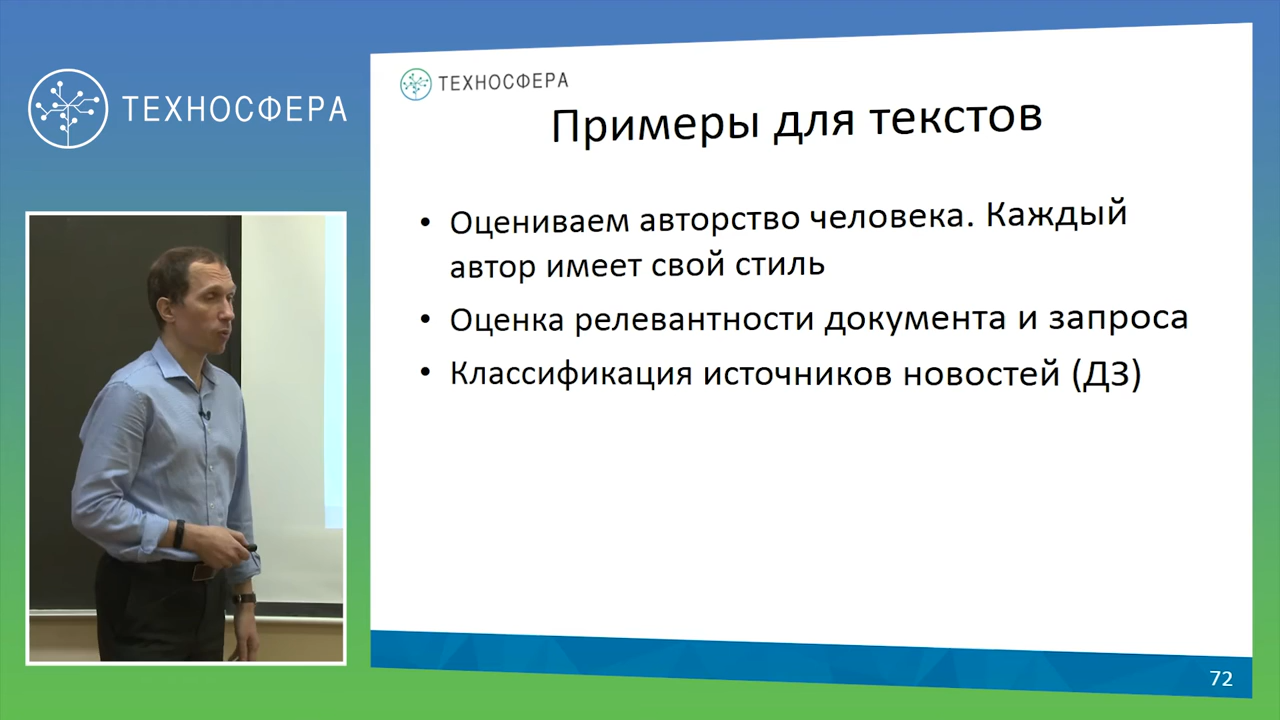 ТЕХНОСФЕРА
ТЕХНОСФЕРА
Примеры для текстов
• Оцениваем авторство человека. Каждый
автор имеет свой стиль
• Оценка релевантности документа и запроса
• Классификация источников новостей (ДЗ)
72